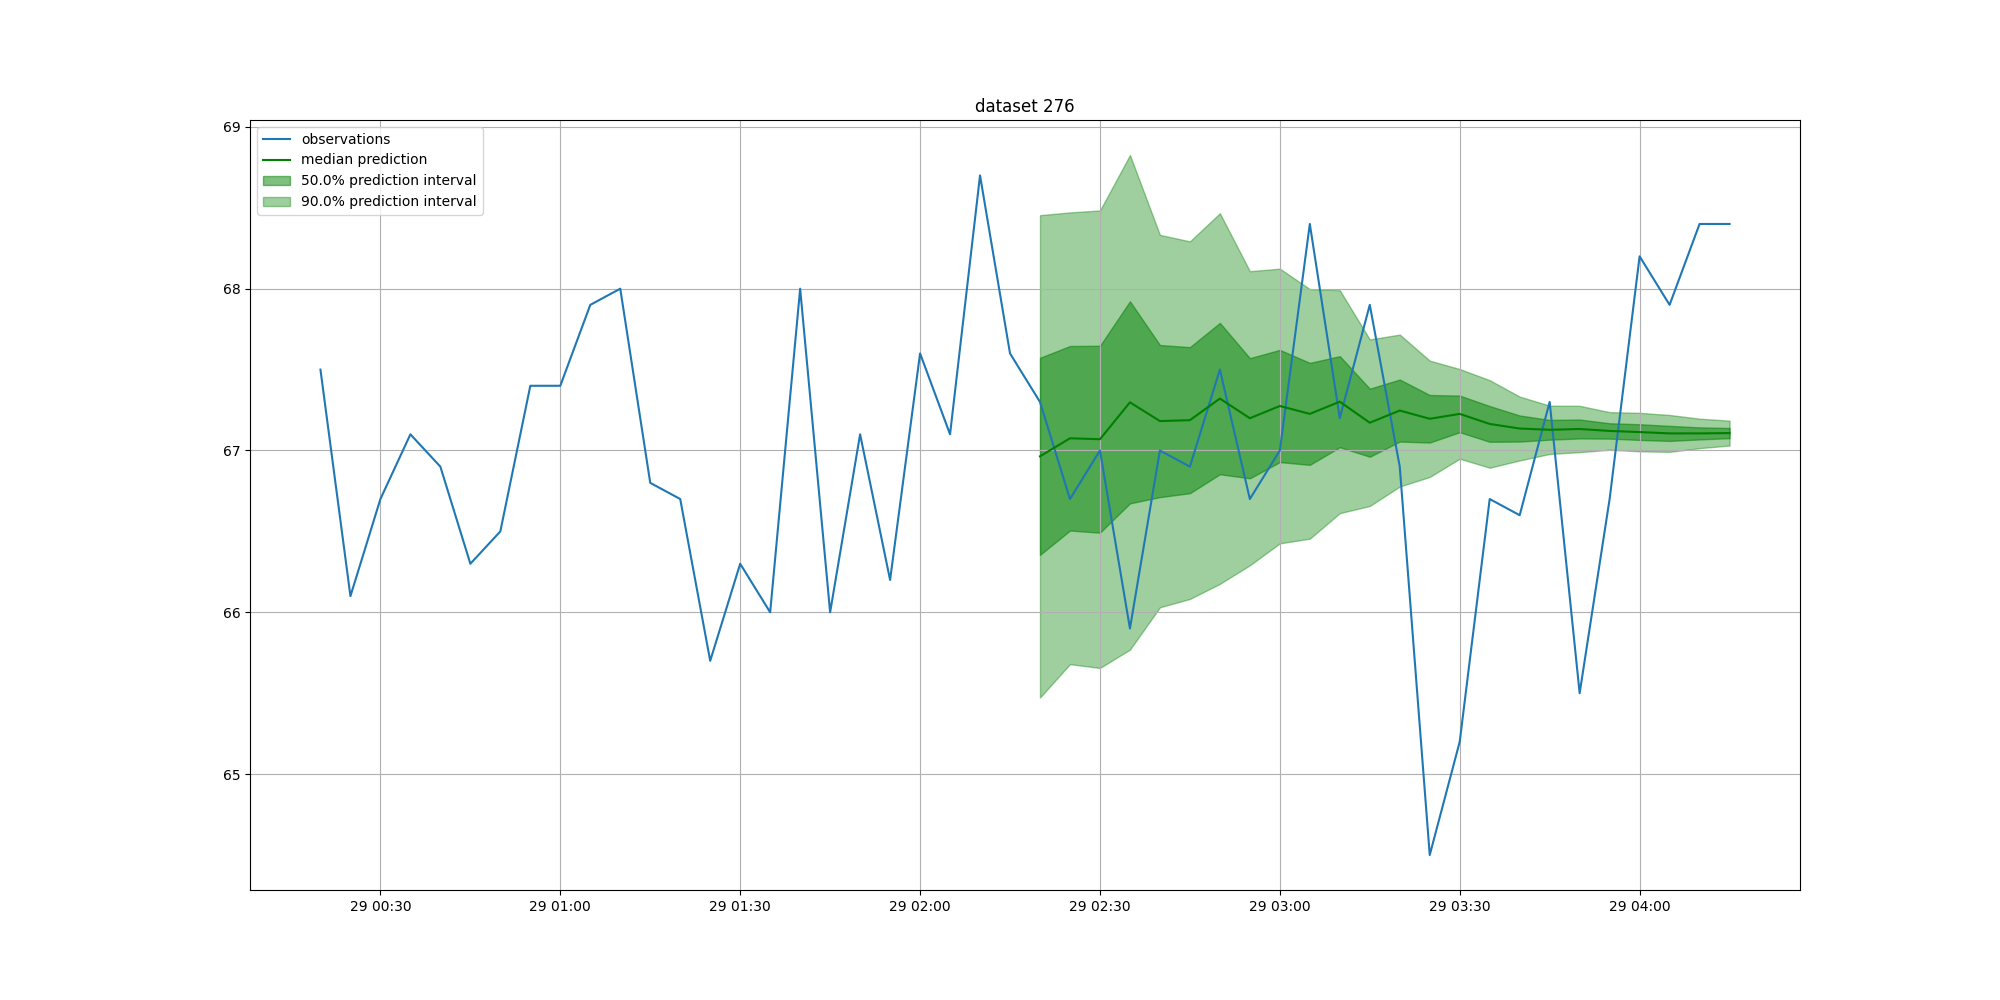 dataset 276
69
68
67
66
65
observations
median prediction
50.0% prediction interval
90.0% prediction interval
29 00:30
29 01:00
29 01:30
29 02:00
29 02:30
29 03:00
29 03:30
29 04:00